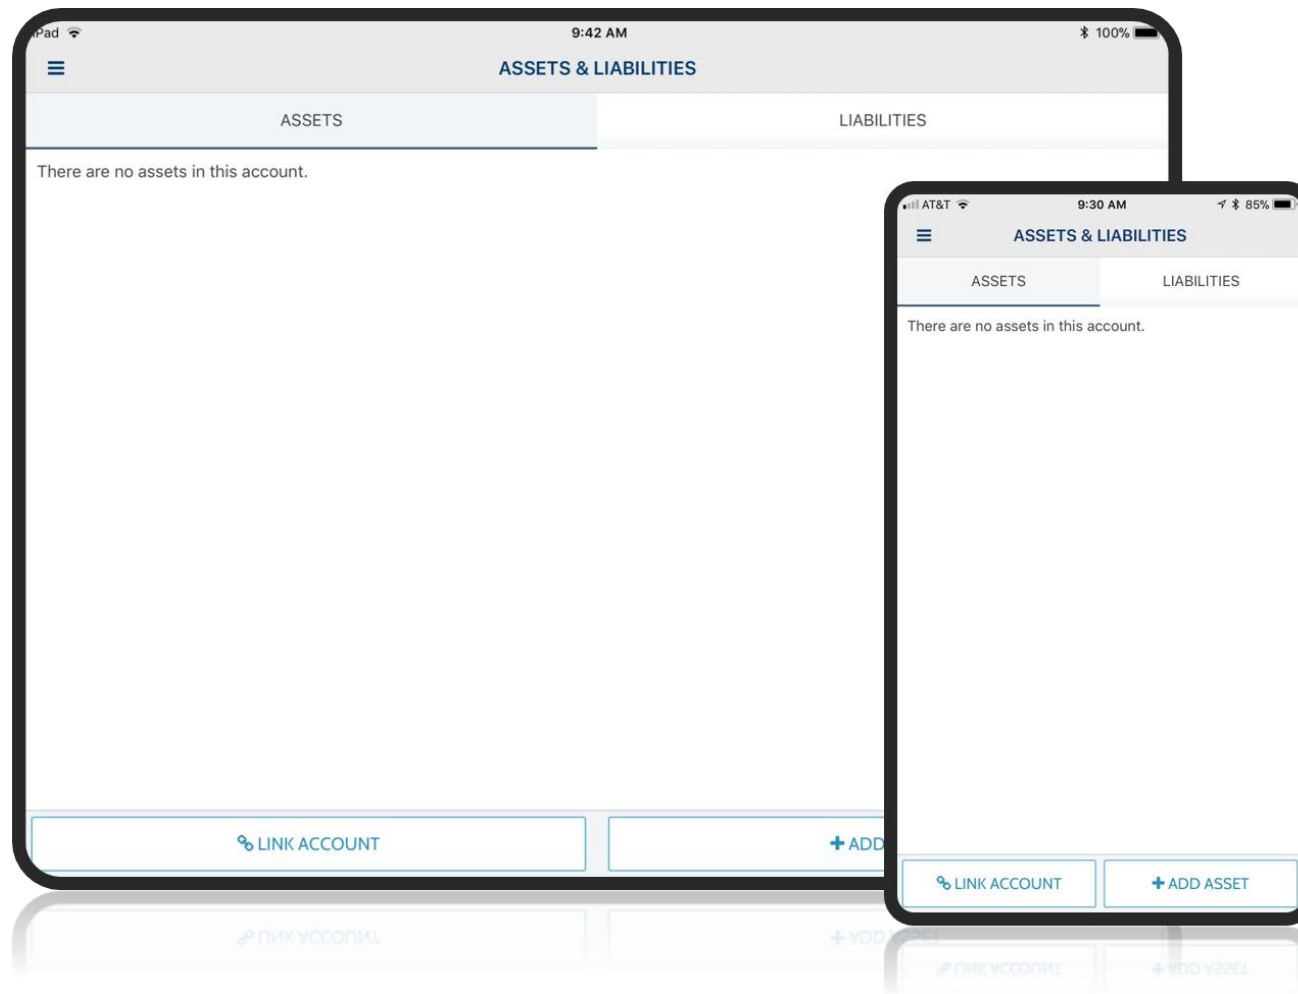 iPad 9:42 AM 100%
ASSETS & LIABILITIES
ASSETS LIABILITIES
There are no assets in this account.
LINK ACCOUNT + ADD
AT&T 9:30 AM 85%
ASSETS & LIABILITIES
ASSETS LIABILITIES
There are no assets in this account.
LINK ACCOUNT + ADD ASSET